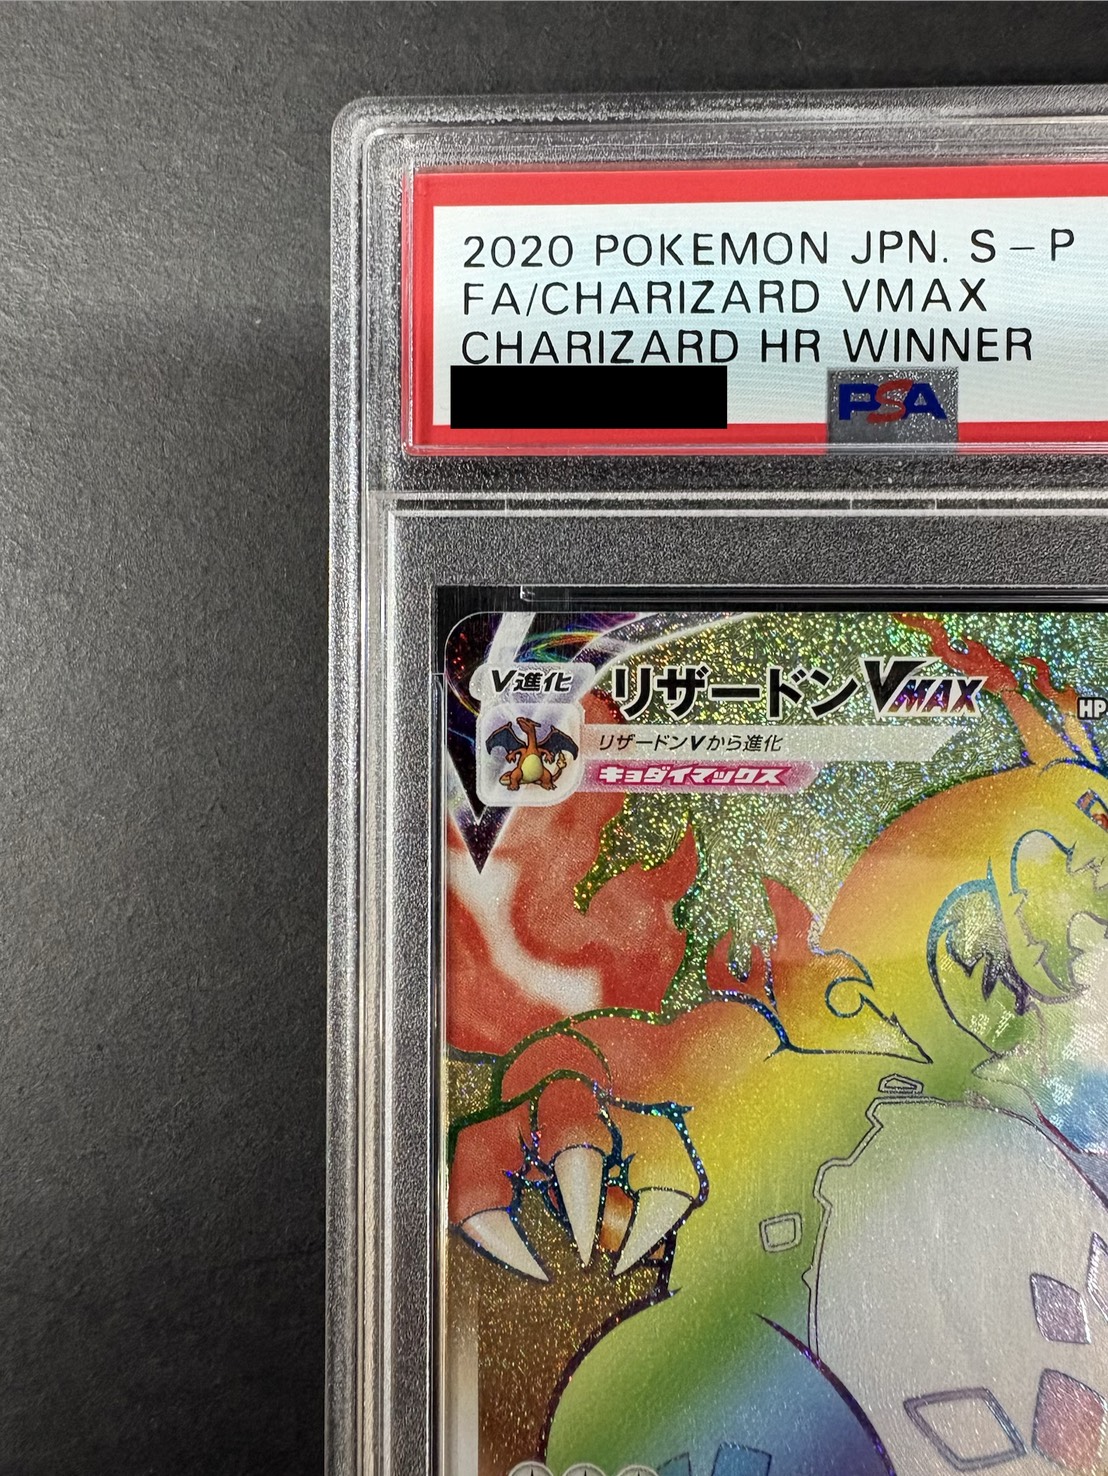 2020 POKEMON JPN. S-P
FA/CHARIZARD VMAX
CHARIZARD HR WINNER
PSA
V進化
リザードンVMAX
HP
リザードンVから進化
キョダイマックス